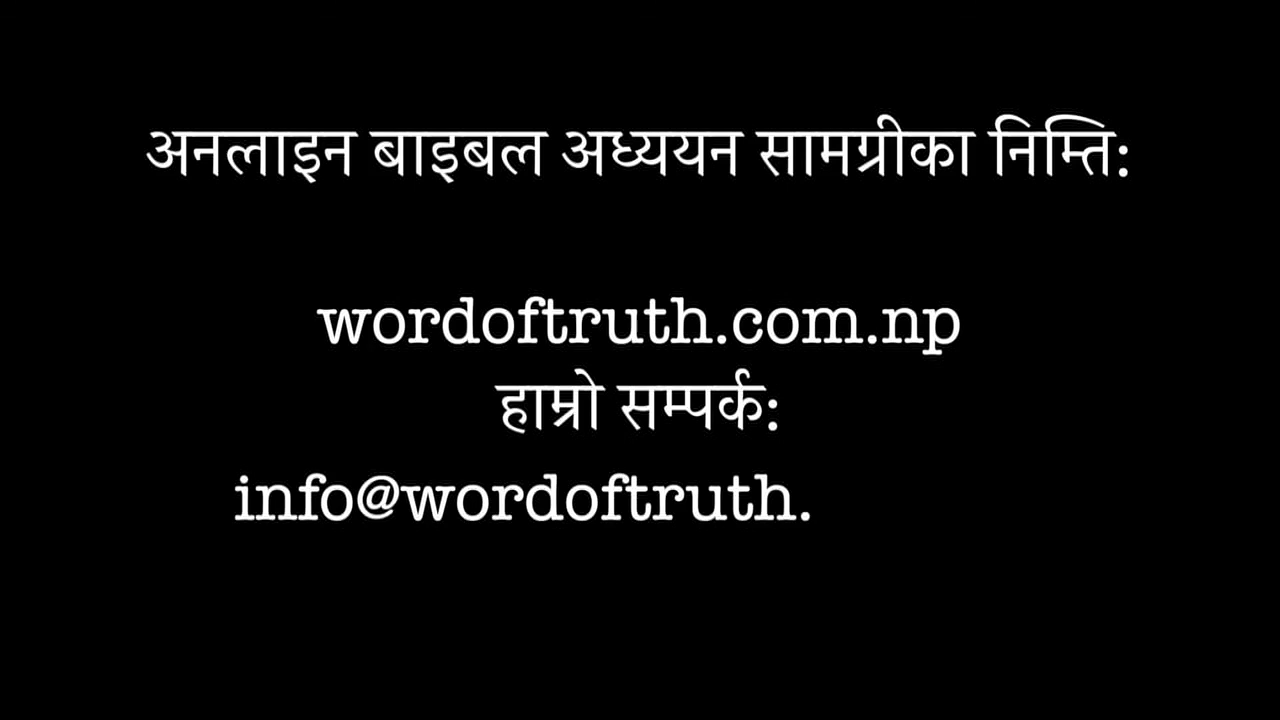 अनलाइन बाइबल अध्ययन सामग्रीका निम्ति:
wordoftruth.com.np
हाम्रो सम्पर्क:
info@wordoftruth.